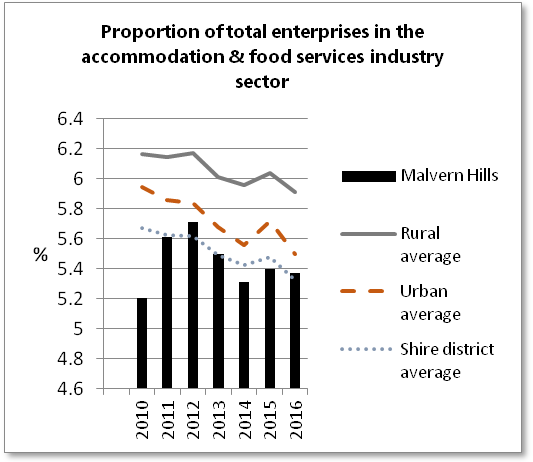 Proportion of total enterprises in the
accommodation & food services industry
sector
6.4
6.2
6
5.8
5.6
5.4
5.2
5
4.8
4.6
%
2010
2011
2012
2013
2014
2015
2016
Malvern Hills
Rural
average
Urban
average
Shire district
average